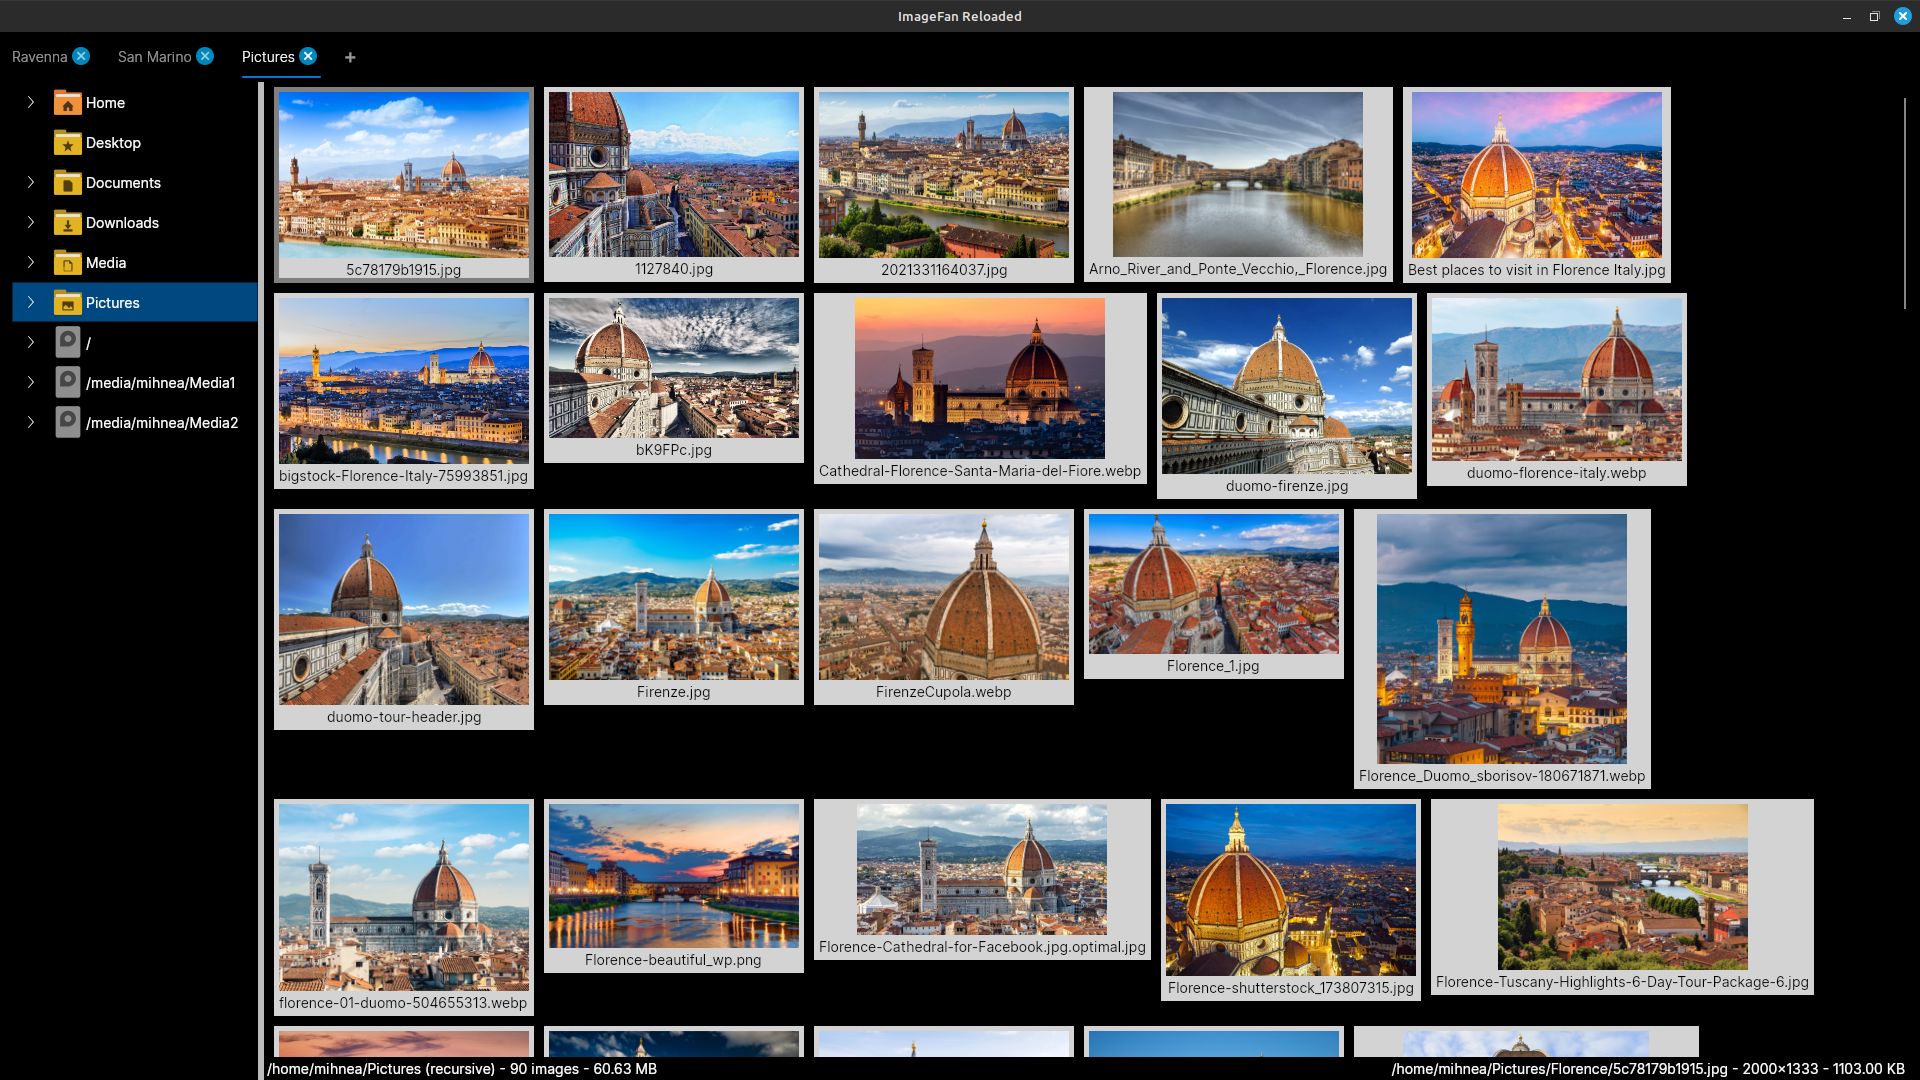 ImageFan Reloaded
Ravenna
San Marino
Pictures
+
Home
Desktop
Documents
Downloads
Media
Pictures
/
/media/mihnea/Media1
/media/mihnea/Media2
5c78179b1915.jpg
1127840.jpg
2021331164037.jpg
Arno_River_and_Ponte_Vecchio,_Florence.jpg
Best places to visit in Florence Italy.jpg
bigstock-Florence-Italy-75993851.jpg
bK9FPc.jpg
Cathedral-Florence-Santa-Maria-del-Fiore.webp
duomo-firenze.jpg
duomo-florence-italy.webp
duomo-tour-header.jpg
Firenze.jpg
FirenzeCupola.webp
Florence_1.jpg
Florence_Duomo_sborisov-180671871.webp
florence-01-duomo-504655313.webp
Florence-beautiful_wp.png
Florence-Cathedral-for-Facebook.jpg.optimal.jpg
Florence-shutterstock_173807315.jpg
Florence-Tuscany-Highlights-6-Day-Tour-Package-6.jpg
/home/mihnea/Pictures (recursive) - 90 images - 60.63 MB
/home/mihnea/Pictures/Florence/5c78179b1915.jpg - 2000×1333 - 1103.00 KB